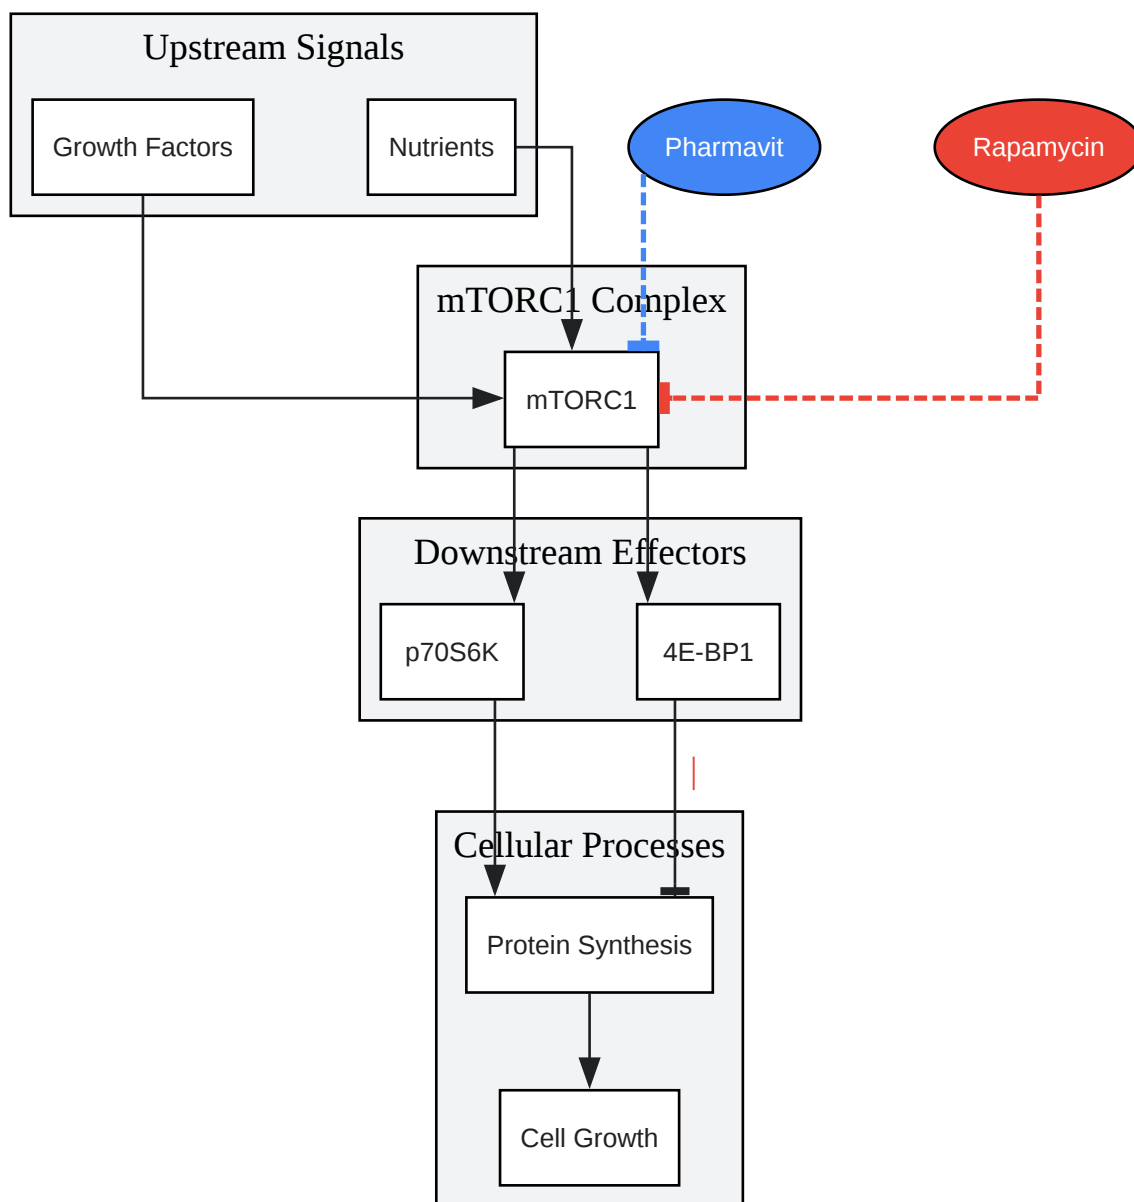 Upstream Signals
Growth Factors
Nutrients
Pharmavit
Rapamycin
mTORC1 Complex
mTORC1
Downstream Effectors
p70S6K
4E-BP1
|
Cellular Processes
Protein Synthesis
Cell Growth